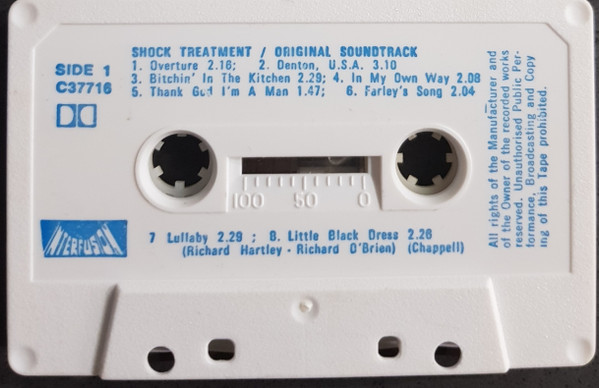 SHOCK TREATMENT / ORIGINAL SOUNDTRACK
SIDE 1
C37716
1. Overture 2.16; 2. Denton, U.S.A. 3.10
3. Bitchin' In The Kitchen 2.29; 4. In My Own Way 2.08
5. Thank God I'm A Man 1.47; 6. Farley's Song 2.04
100 50 0
INTERFUSION
7 Lullaby 2.29 ; 8. Little Black Dress 2.26
(Richard Hartley - Richard O'Brien) (Chappell)
All rights of the Manufacturer and
of the Owner of the recorded works
reserved. Unauthorised Public Per-
formance, Broadcasting and Copy
ing of this Tape prohibited.